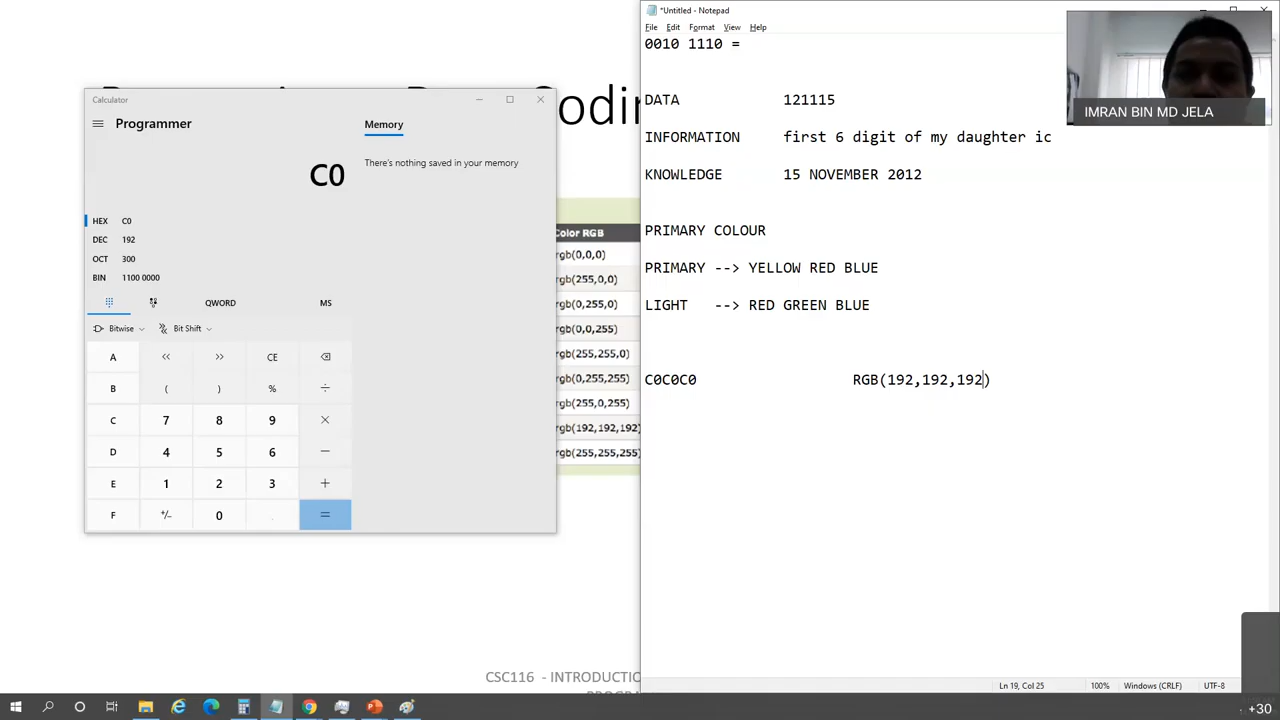 *Untitled - Notepad
File Edit Format View Help
0010 1110 =
DATA 121115
INFORMATION first 6 digit of my daughter ic
KNOWLEDGE 15 NOVEMBER 2012
PRIMARY COLOUR
PRIMARY --> YELLOW RED BLUE
LIGHT --> RED GREEN BLUE
C0C0C0 RGB(192,192,192)
Ln 19, Col 25 100% Windows (CRLF) UTF-8
IMRAN BIN MD JELA
Calculator
Programmer
Memory
There's nothing saved in your memory
C0
HEX C0
DEC 192
OCT 300
BIN 1100 0000
QWORD MS
Bitwise Bit Shift
A << >> CE
B ( ) % ÷
C 7 8 9 ×
D 4 5 6 −
E 1 2 3 +
F +/− 0 . =
Color RGB
rgb(0,0,0)
rgb(255,0,0)
rgb(0,255,0)
rgb(0,0,255)
rgb(255,255,0)
rgb(0,255,255)
rgb(255,0,255)
rgb(192,192,192)
rgb(255,255,255)
CSC116 - INTRODUCTIO
+30